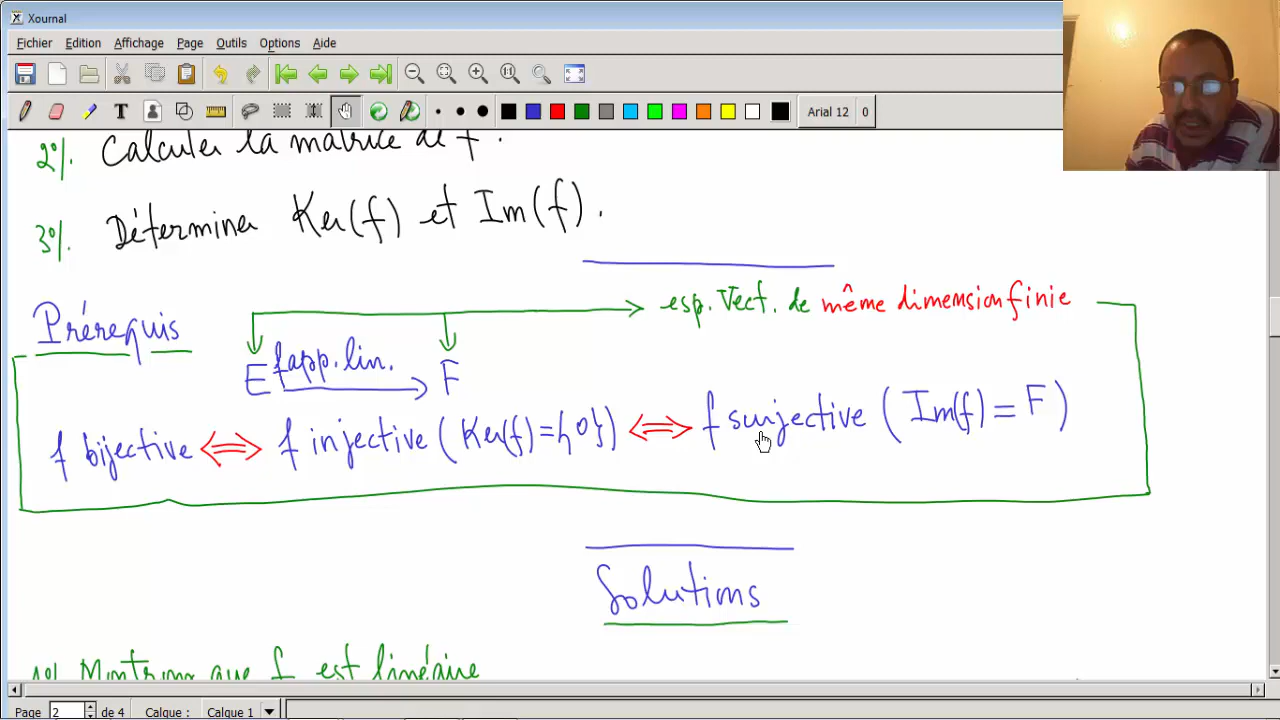 Xournal
Fichier Edition Affichage Page Outils Options Aide
Arial 12 0
2°/. Calculer la matrice de f.
3°/. Déterminer Ker(f) et Im(f).
Prérequis
esp. Vect. de même dimension finie
E f app. lin. F
f bijective ⟺ f injective (Ker(f)={0}) ⟺ f surjective (Im(f) = F)
Solutions
1°/ Montrons que f est linéaire
Page 2 de 4 Calque : Calque 1